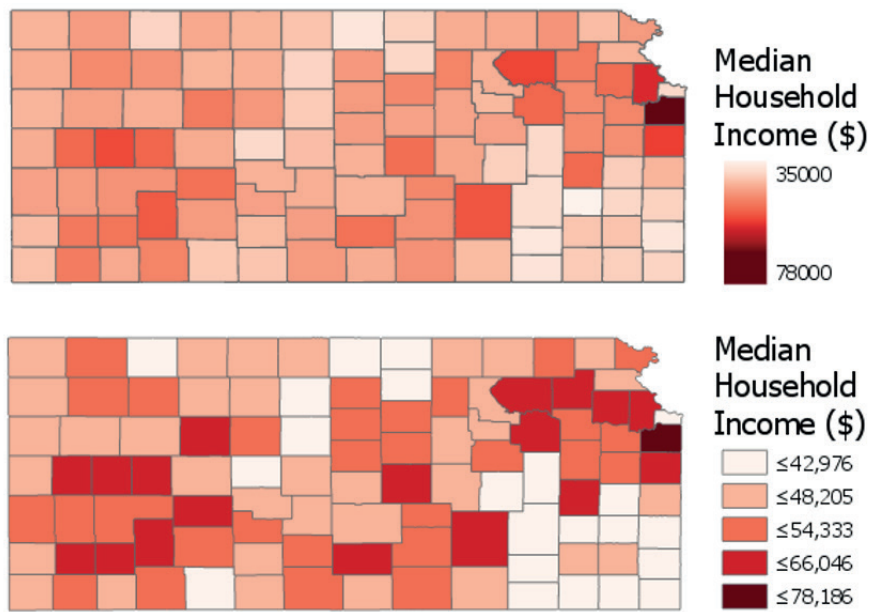 Median
Household
Income ($)
35000
78000
Median
Household
Income ($)
≤42,976
≤48,205
≤54,333
≤66,046
≤78,186